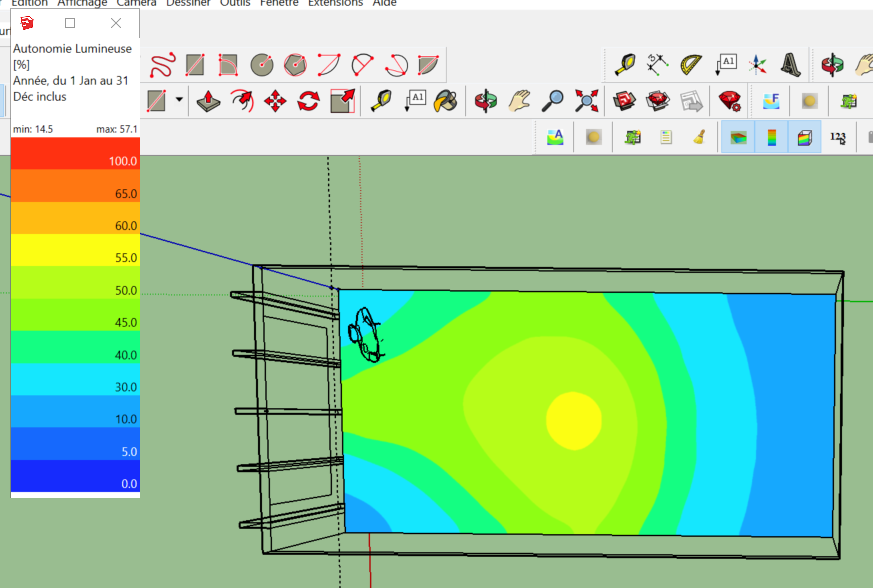 Edition Affichage Caméra Dessiner Outils Fenêtre Extensions Aide
Autonomie Lumineuse
[%]
Année, du 1 Jan au 31
Déc inclus
min: 14.5 max: 57.1
100.0
65.0
60.0
55.0
50.0
45.0
40.0
30.0
10.0
5.0
0.0
A1
A1
F
A
123